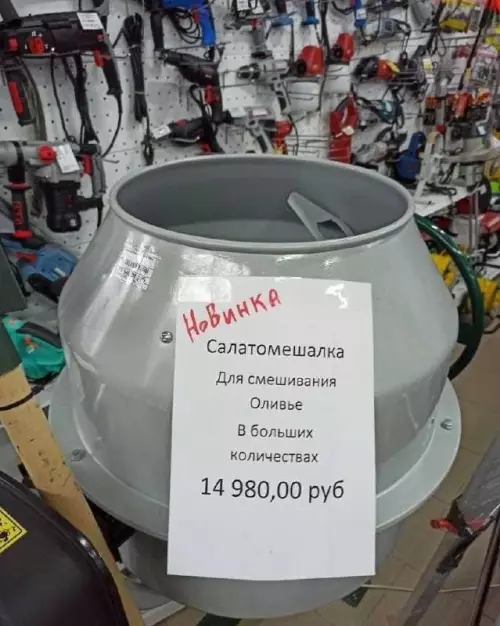 Новинка
Салатомешалка
Для смешивания
Оливье
В больших
количествах
14 980,00 руб